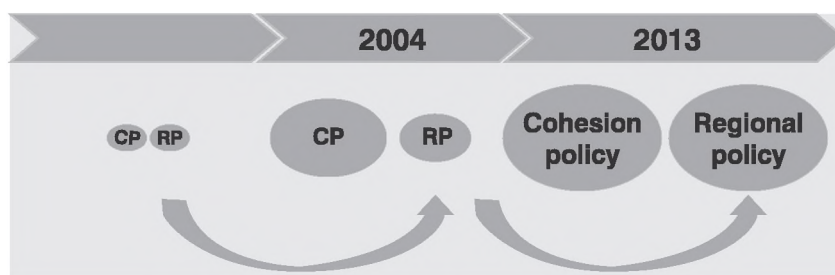 2004
2013
CP
RP
CP
RP
Cohesion
policy
Regional
policy